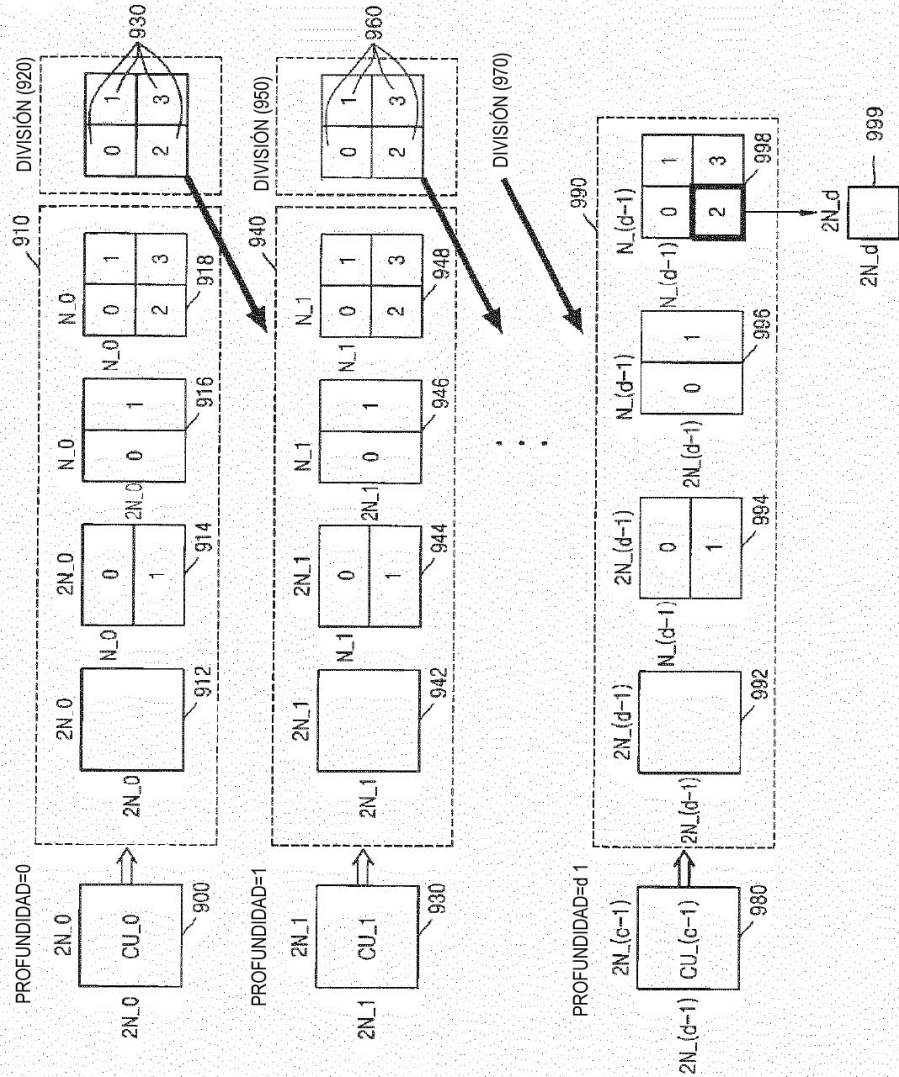 PROFUNDIDAD=0
2N_0
2N_0
CU_0
900
910
2N_0
2N_0
912
2N_0
N_0
0
1
914
N_0
2N_0
0
1
916
N_0
N_0
0
1
2
3
918
DIVISIÓN (920)
0
1
2
3
930
PROFUNDIDAD=1
2N_1
2N_1
CU_1
930
940
2N_1
2N_1
942
2N_1
N_1
0
1
944
N_1
2N_1
0
1
946
N_1
N_1
0
1
2
3
948
DIVISIÓN (950)
0
1
2
3
960
DIVISIÓN (970)
PROFUNDIDAD=d 1
2N_(c-1)
2N_(d-1)
CU_(c-1)
980
990
2N_(d-1)
2N_(d-1)
992
2N_(d-1)
N_(d-1)
0
1
994
N_(d-1)
2N_(d-1)
0
1
996
N_(d-1)
N_(d-1)
0
1
2
3
998
2N_d
2N_d
999